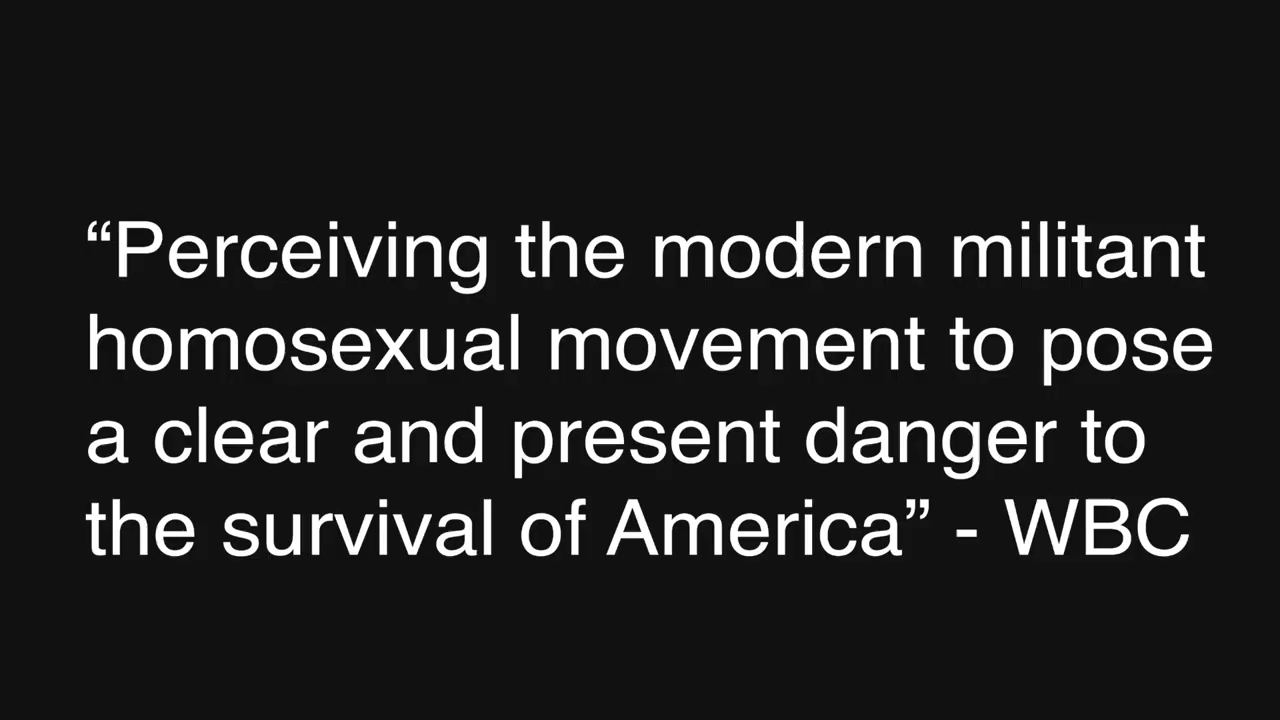 “Perceiving the modern militant
homosexual movement to pose
a clear and present danger to
the survival of America” - WBC